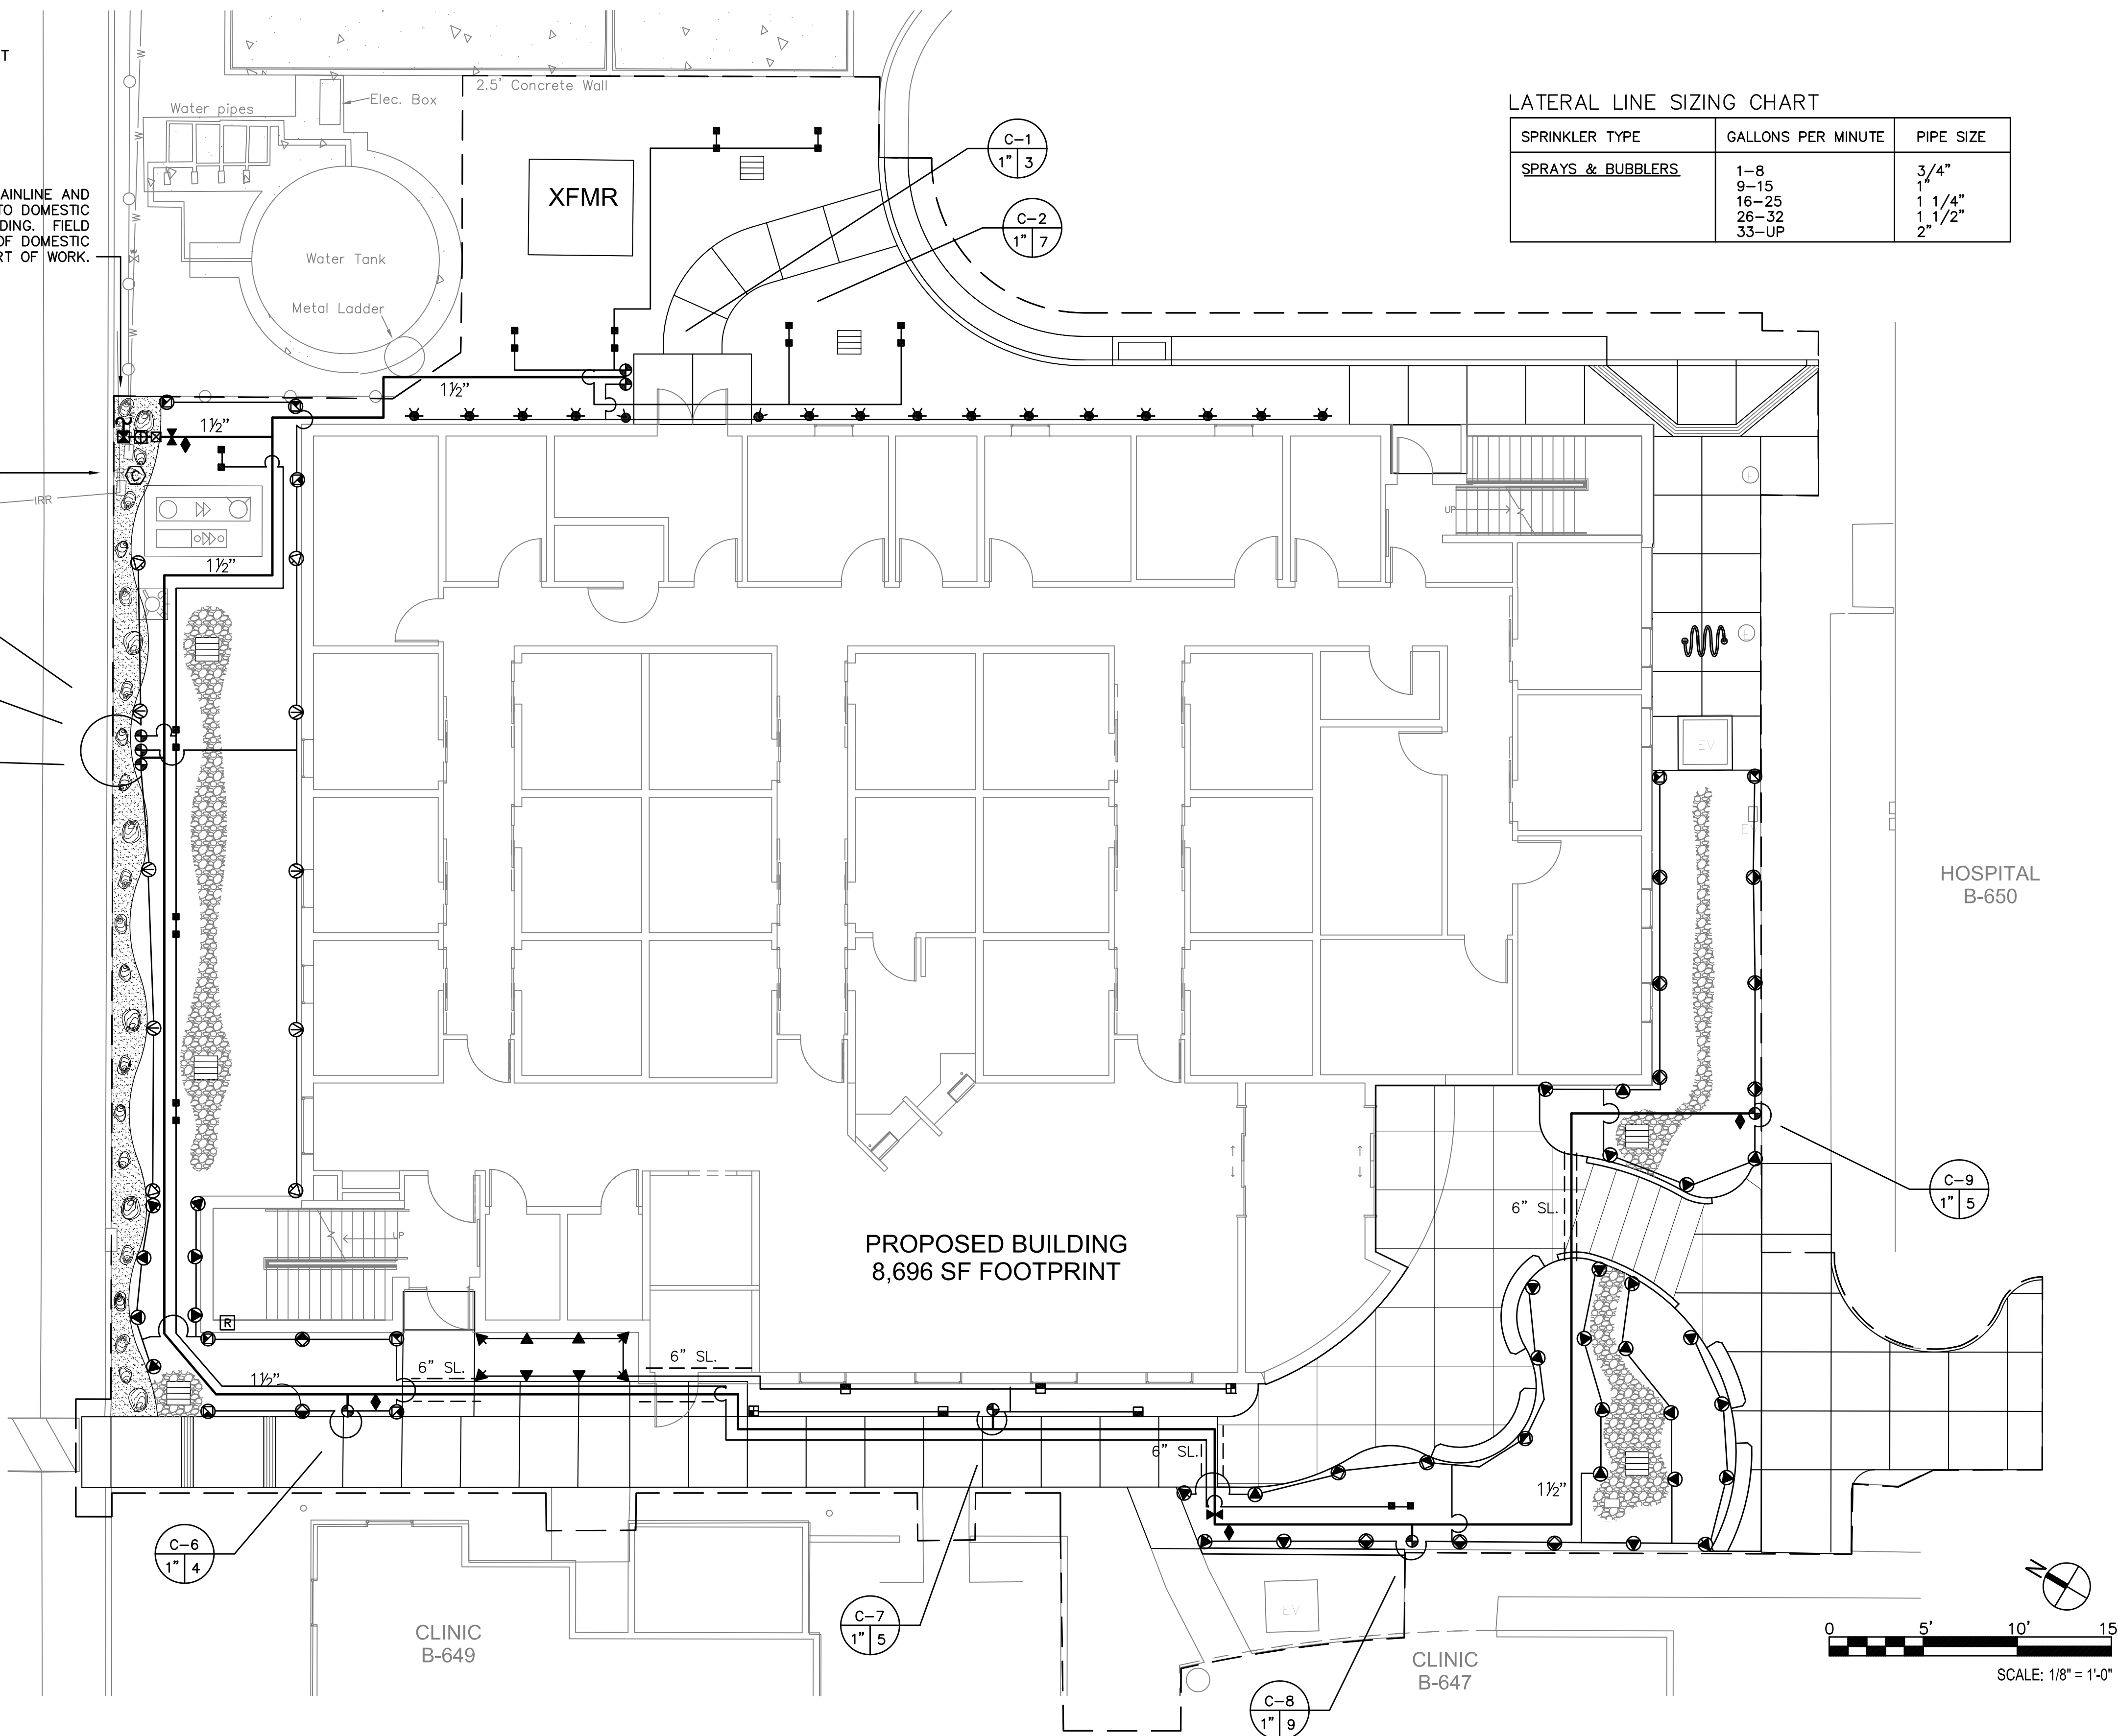 T
AINLINE AND
TO DOMESTIC
DING. FIELD
OF DOMESTIC
RT OF WORK.
Water pipes
Elec. Box
2.5' Concrete Wall
Water Tank
Metal Ladder
XFMR
C-1
1" 3
C-2
1" 7
LATERAL LINE SIZING CHART
SPRINKLER TYPE GALLONS PER MINUTE PIPE SIZE
SPRAYS & BUBBLERS 1-8 3/4"
9-15 1"
16-25 1 1/4"
26-32 1 1/2"
33-UP 2"
W
W
W
W
W
1½"
1½"
C
IRR
1½"
UP
EV
EV
HOSPITAL
B-650
UP
R
PROPOSED BUILDING
8,696 SF FOOTPRINT
6" SL.
C-9
1" 5
6" SL.
6" SL.
1½"
6" SL.
1½"
C-6
1" 4
C-7
1" 5
C-8
1" 9
CLINIC
B-649
EV
CLINIC
B-647
N
0 5' 10' 15
SCALE: 1/8" = 1'-0"